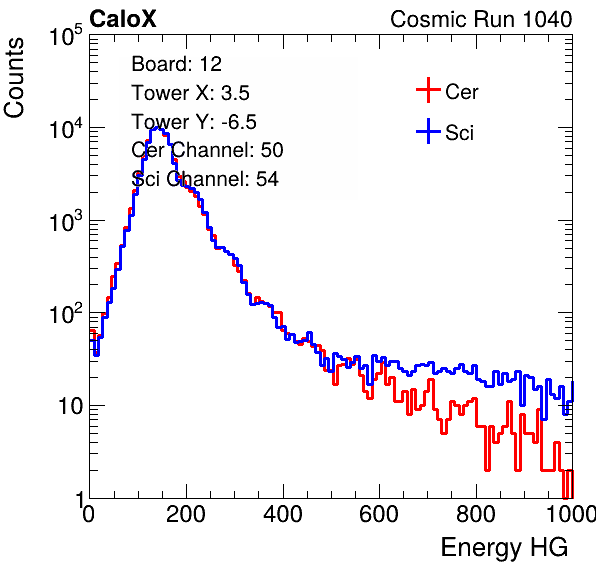 CaloX Cosmic Run 1040
Board: 12
Tower X: 3.5
Tower Y: -6.5
Cer Channel: 50
Sci Channel: 54
Cer
Sci
Counts
10^5
10^4
10^3
10^2
10
1
0 200 400 600 800 1000
Energy HG